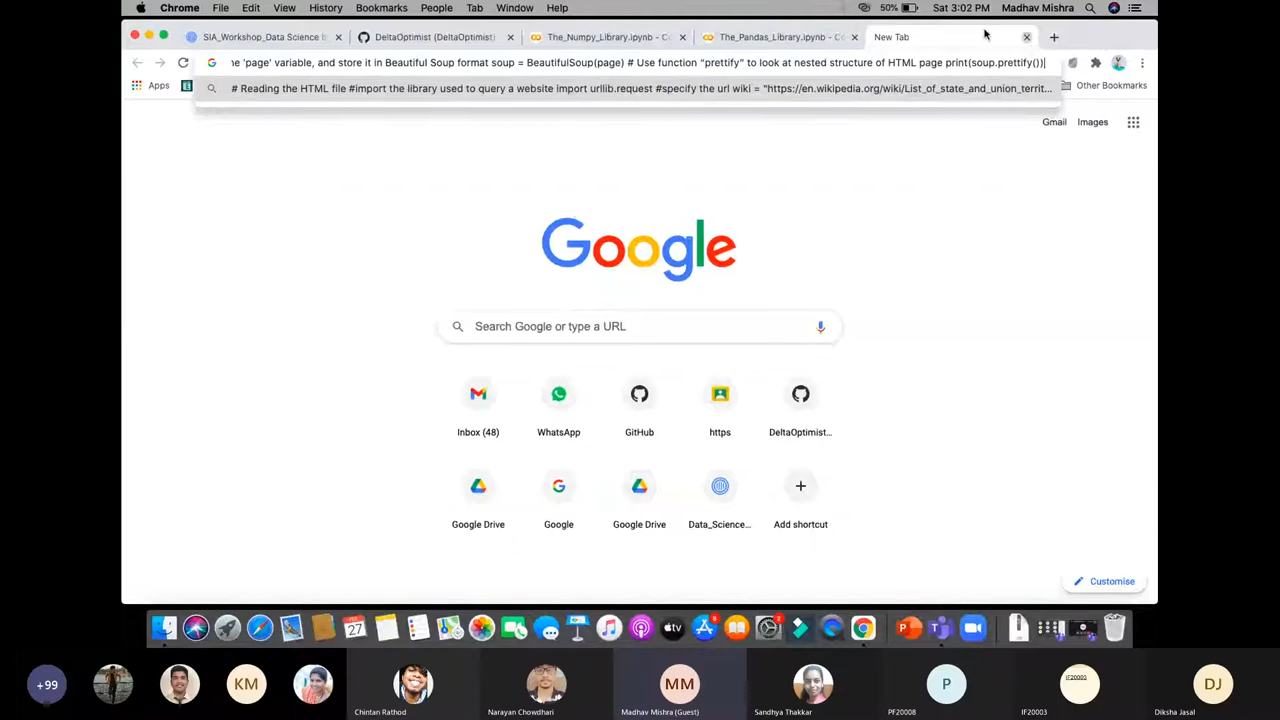 Chrome File Edit View History Bookmarks People Tab Window Help 50% Sat 3:02 PM Madhav Mishra
SIA_Workshop_Data Science b DeltaOptimist (DeltaOptimist) The_Numpy_Library.ipynb - Co The_Pandas_Library.ipynb - Co New Tab
'page' variable, and store it in Beautiful Soup format soup = BeautifulSoup(page) # Use function "prettify" to look at nested structure of HTML page print(soup.prettify())
# Reading the HTML file #import the library used to query a website import urllib.request #specify the url wiki = "https://en.wikipedia.org/wiki/List_of_state_and_union_territ...
Apps Other Bookmarks
Gmail Images
Google
Search Google or type a URL
Inbox (48) WhatsApp GitHub https DeltaOptimist...
Google Drive Google Google Drive Data_Science... Add shortcut
Customise
FEB
27
tv
+99 KM MM P IF20003 DJ
Chintan Rathod Narayan Chowdhari Madhav Mishra (Guest) Sandhya Thakkar PF20008 IF20003 Diksha Jasal